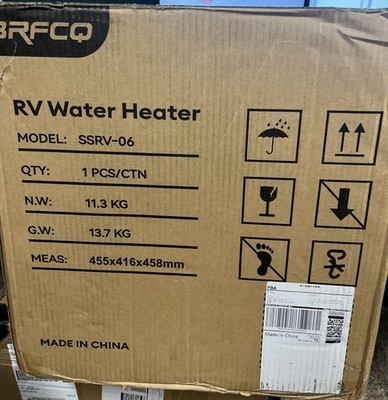 BRFCQ
RV Water Heater
MODEL: SSRV-06
QTY: 1 PCS/CTN
N.W: 11.3 KG
G.W: 13.7 KG
MEAS: 455x416x458mm
FBA
Made in China
MADE IN CHINA